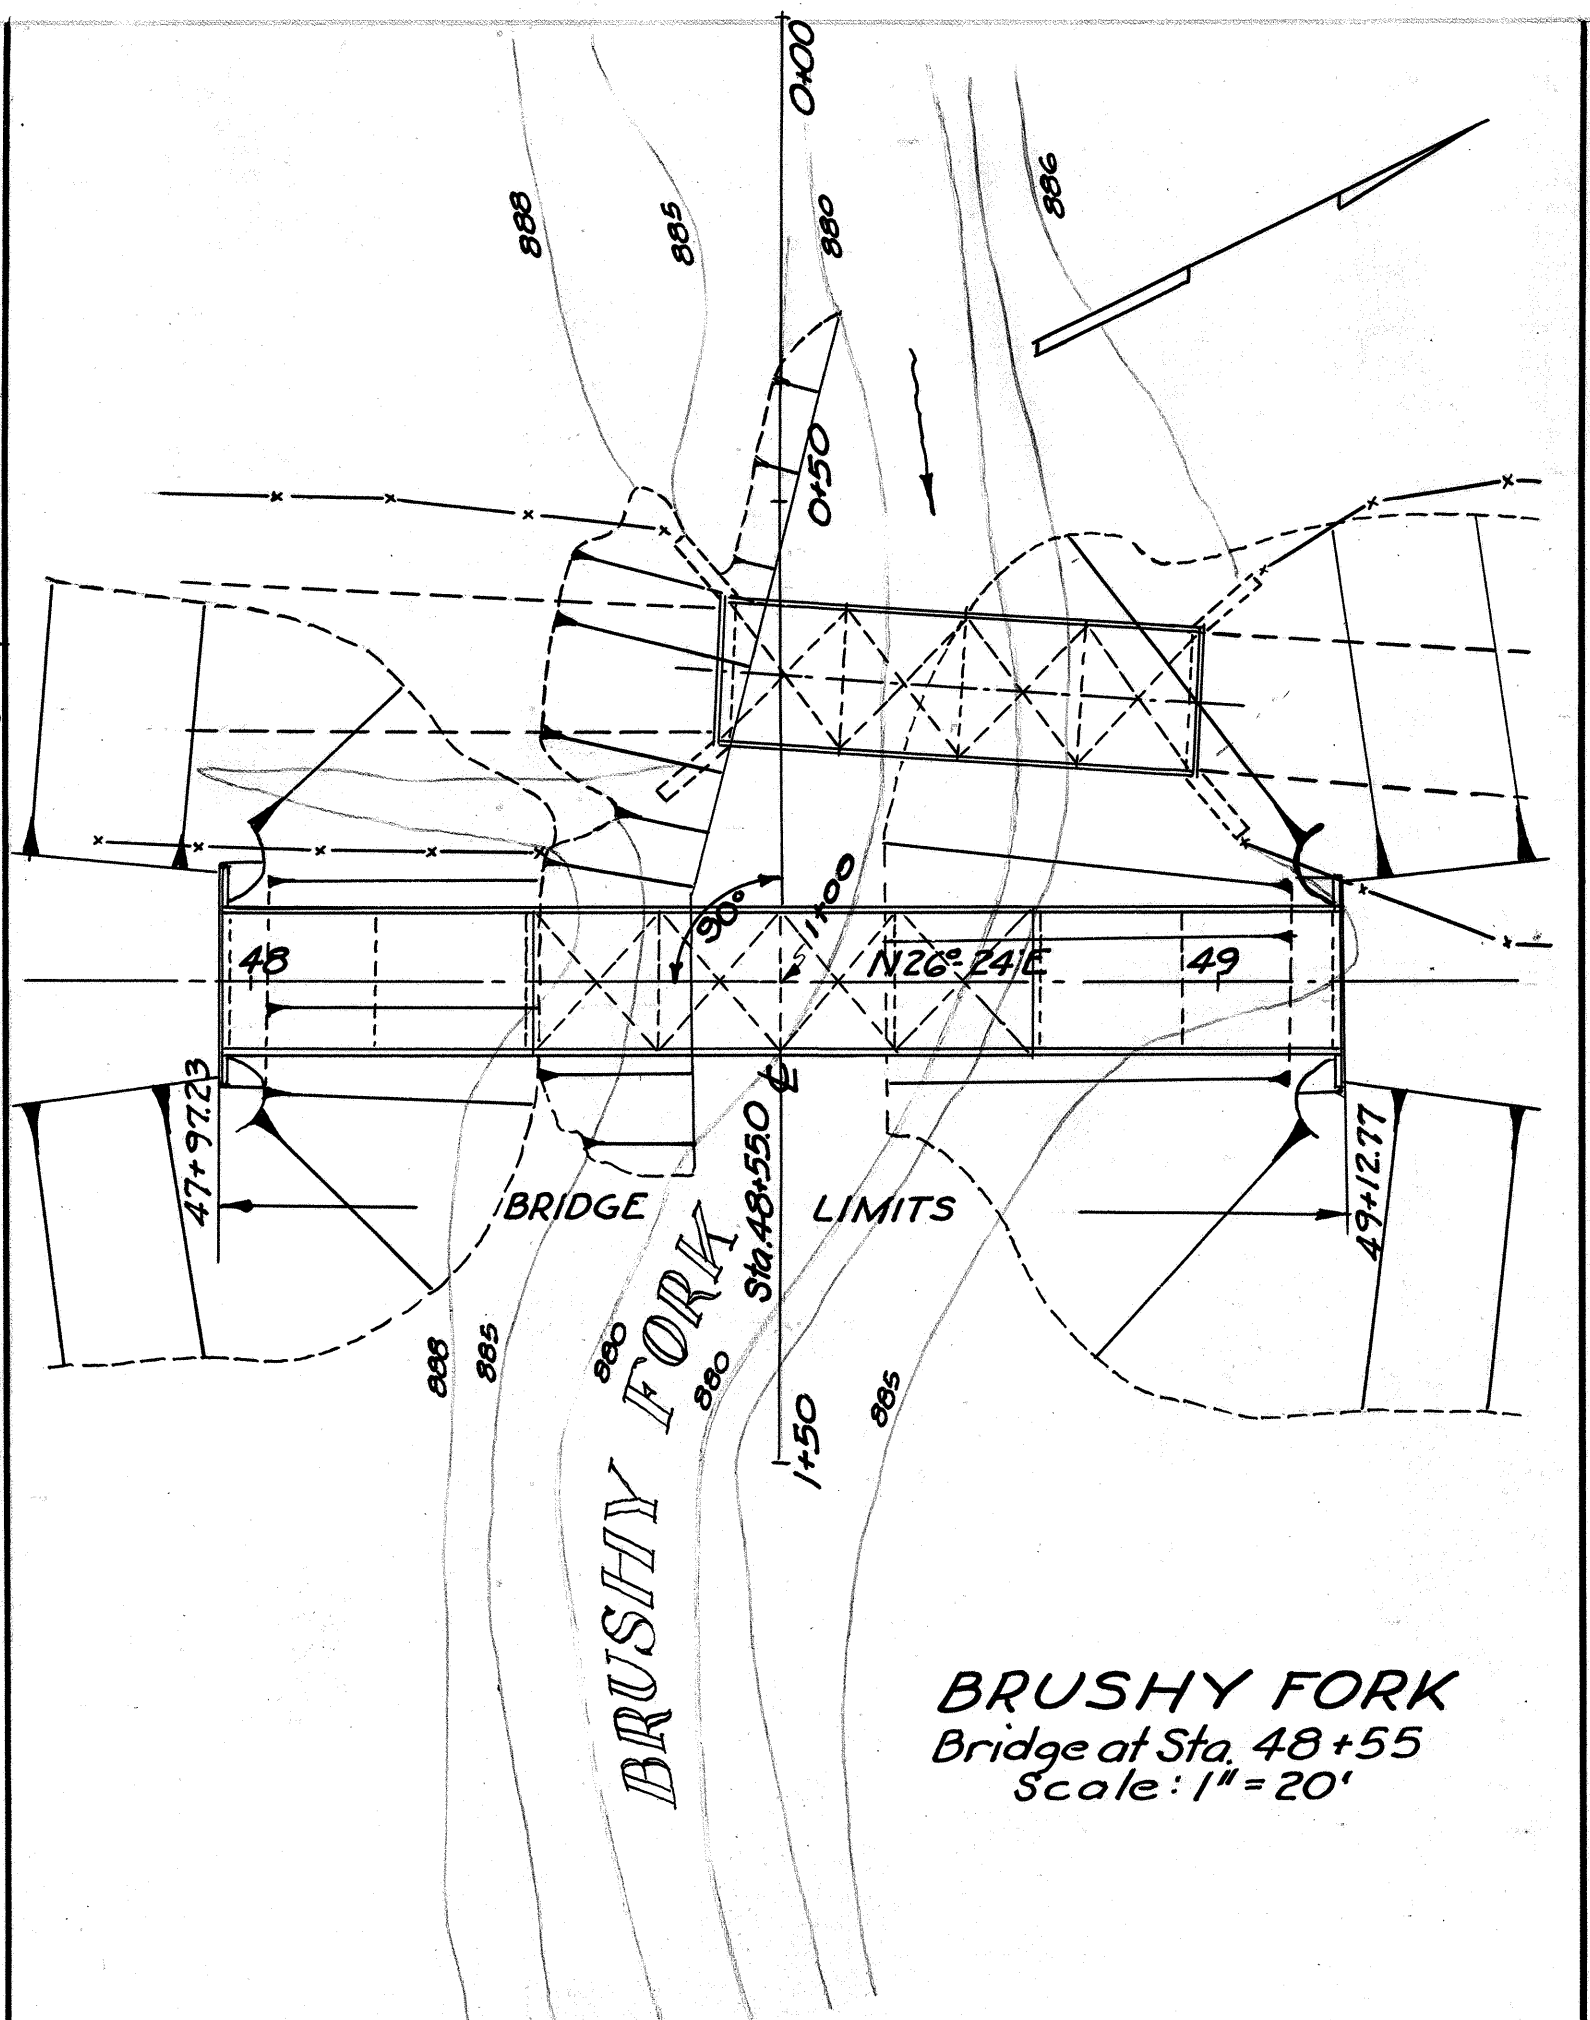 0+00
888
885
880
886
0+50
90°
1+00
48
N26°-24'E
49
47+97.23
℄
Sta.48+55.0
49+12.77
BRIDGE LIMITS
BRUSHY FORK
888
885
880
880
885
1+50
BRUSHY FORK
Bridge at Sta. 48+55
Scale: 1" = 20'